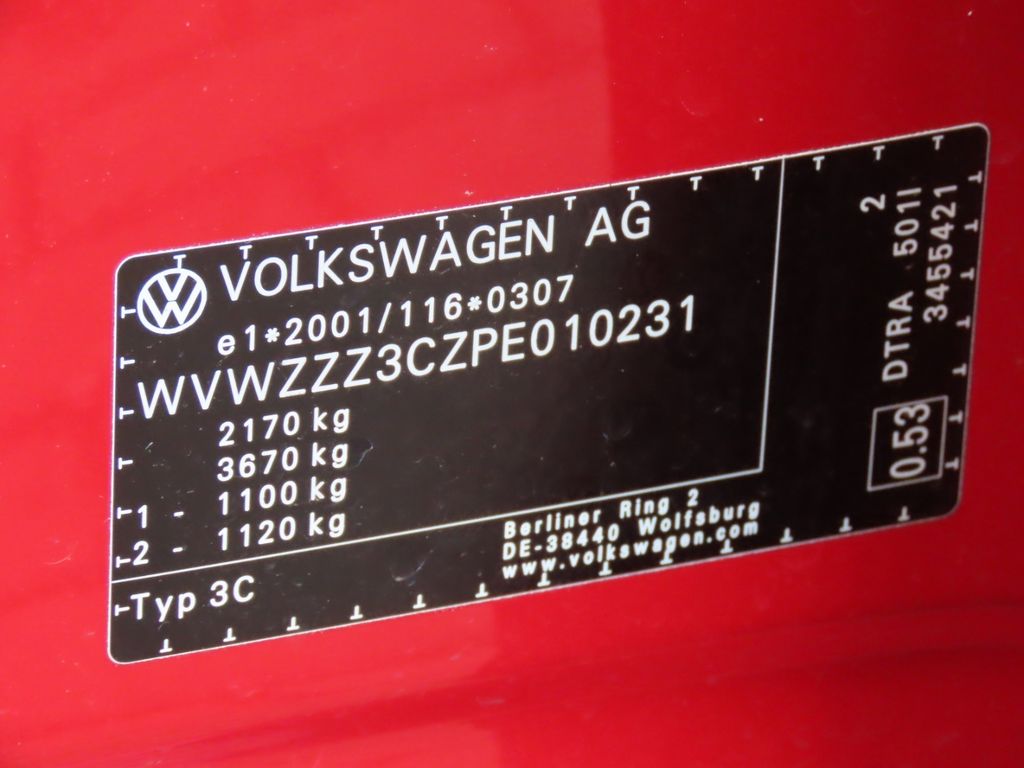 VOLKSWAGEN AG
e1*2001/116*0307
WVWZZZ3CZPE010231
2170 kg
3670 kg
1 - 1100 kg
2 - 1120 kg
Typ 3C
Berliner Ring 2
DE-38440 Wolfsburg
www.volkswagen.com
2
DTRA 501I
3455421
0.53